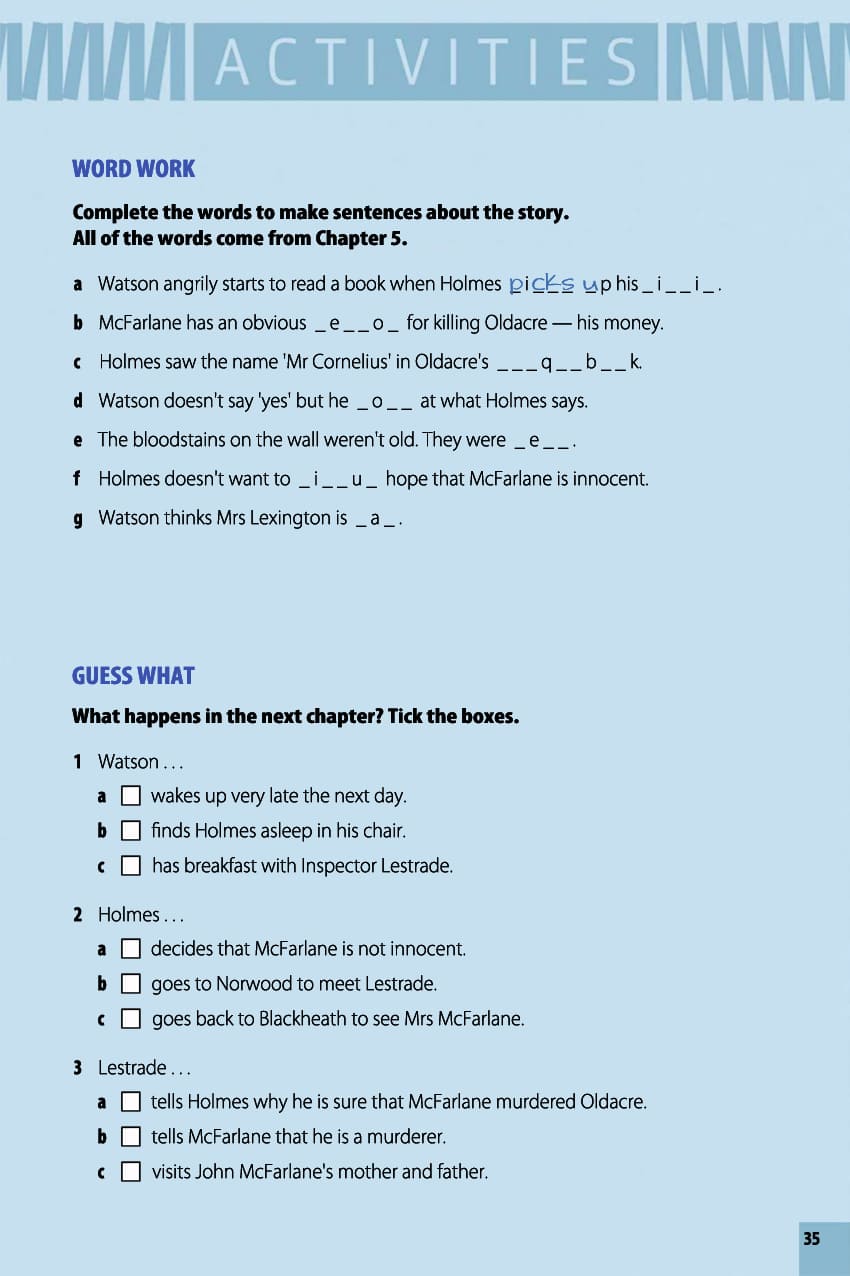 ACTIVITIES
WORD WORK
Complete the words to make sentences about the story.
All of the words come from Chapter 5.
a Watson angrily starts to read a book when Holmes picks up his _ i _ _ i _ .
b McFarlane has an obvious _ e _ _ o _ for killing Oldacre — his money.
c Holmes saw the name 'Mr Cornelius' in Oldacre's _ _ _ q _ _ b _ _ k.
d Watson doesn't say 'yes' but he _ o _ _ at what Holmes says.
e The bloodstains on the wall weren't old. They were _ e _ _ .
f Holmes doesn't want to _ i _ _ u _ hope that McFarlane is innocent.
g Watson thinks Mrs Lexington is _ a _ .
GUESS WHAT
What happens in the next chapter? Tick the boxes.
1 Watson . . .
a wakes up very late the next day.
b finds Holmes asleep in his chair.
c has breakfast with Inspector Lestrade.
2 Holmes . . .
a decides that McFarlane is not innocent.
b goes to Norwood to meet Lestrade.
c goes back to Blackheath to see Mrs McFarlane.
3 Lestrade . . .
a tells Holmes why he is sure that McFarlane murdered Oldacre.
b tells McFarlane that he is a murderer.
c visits John McFarlane's mother and father.
35